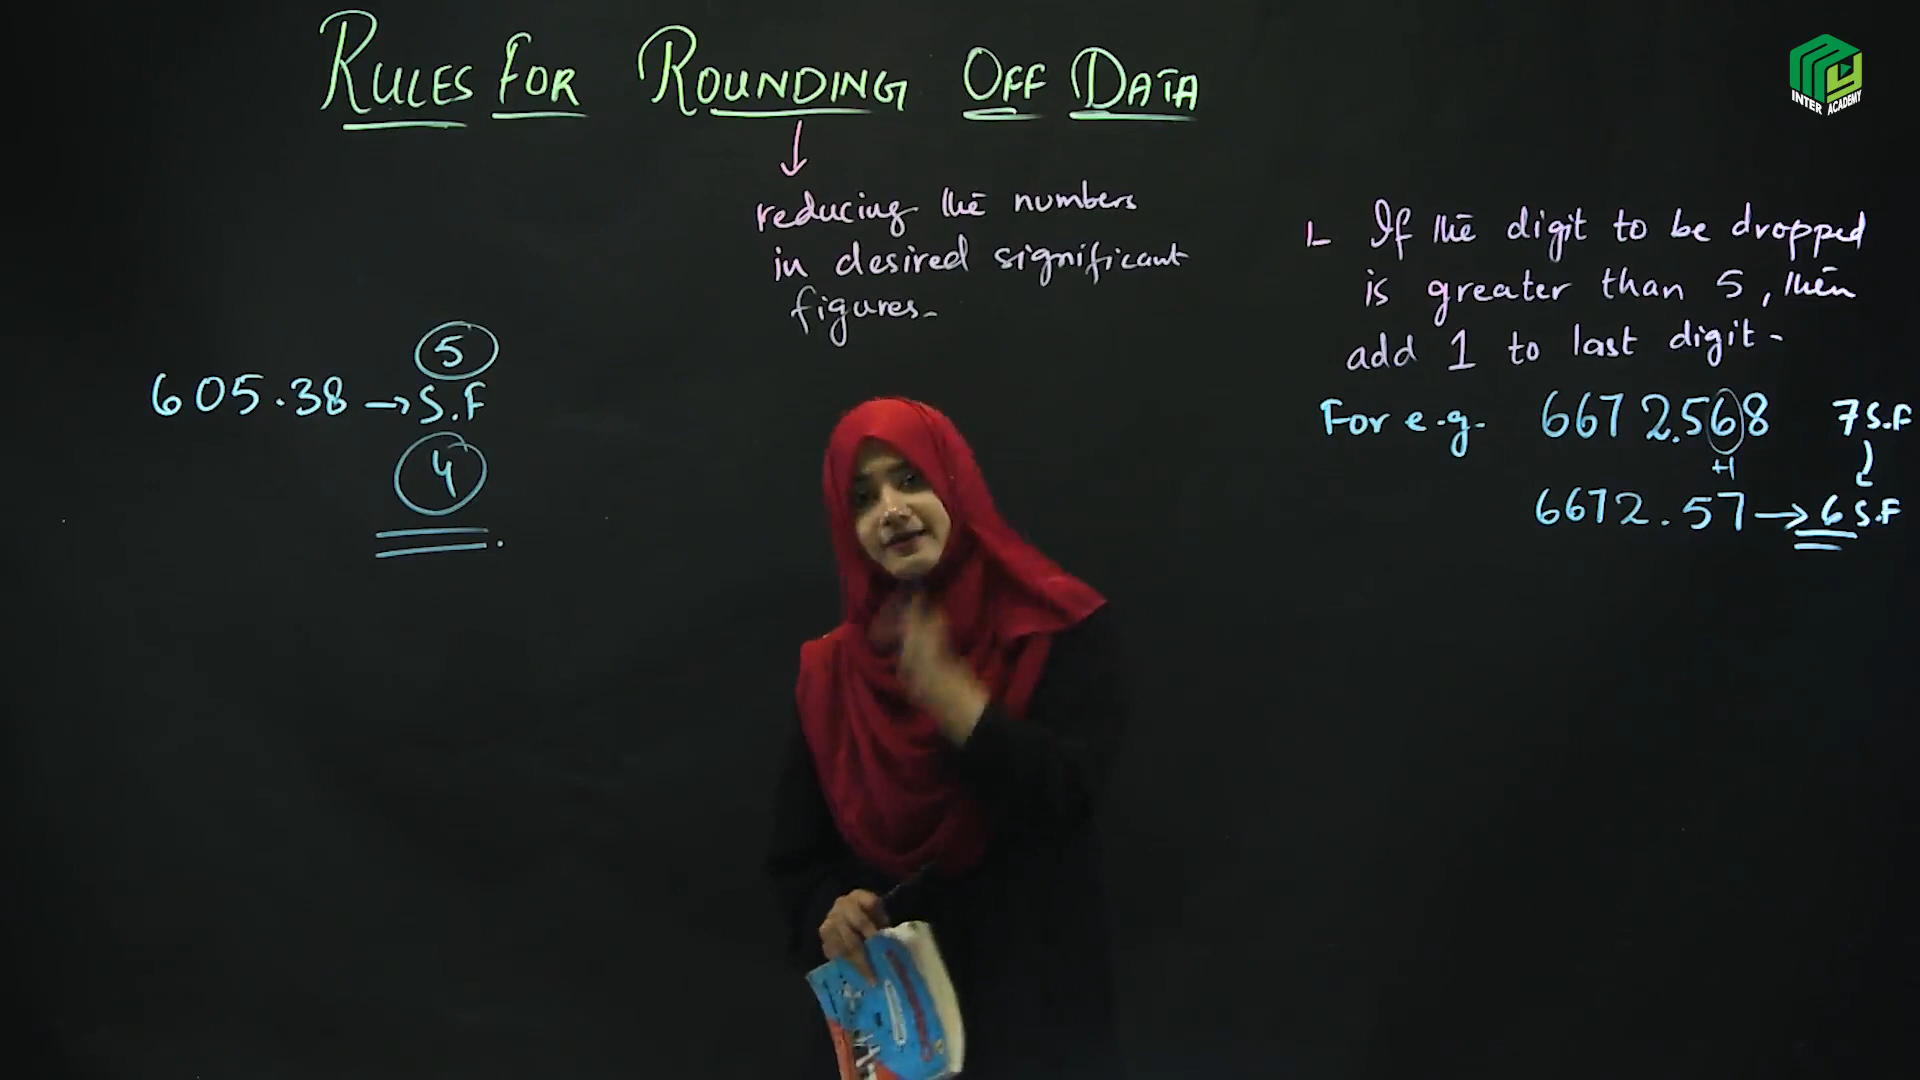 RULES FOR ROUNDING OFF DATA
INTER ACADEMY
reducing the numbers
in desired significant
figures.
5
605.38 → S.F
4
1- If the digit to be dropped
is greater than 5, then
add 1 to last digit-
For e.g. 6672.568 7 S.F
+1
6672.57 → 6 S.F